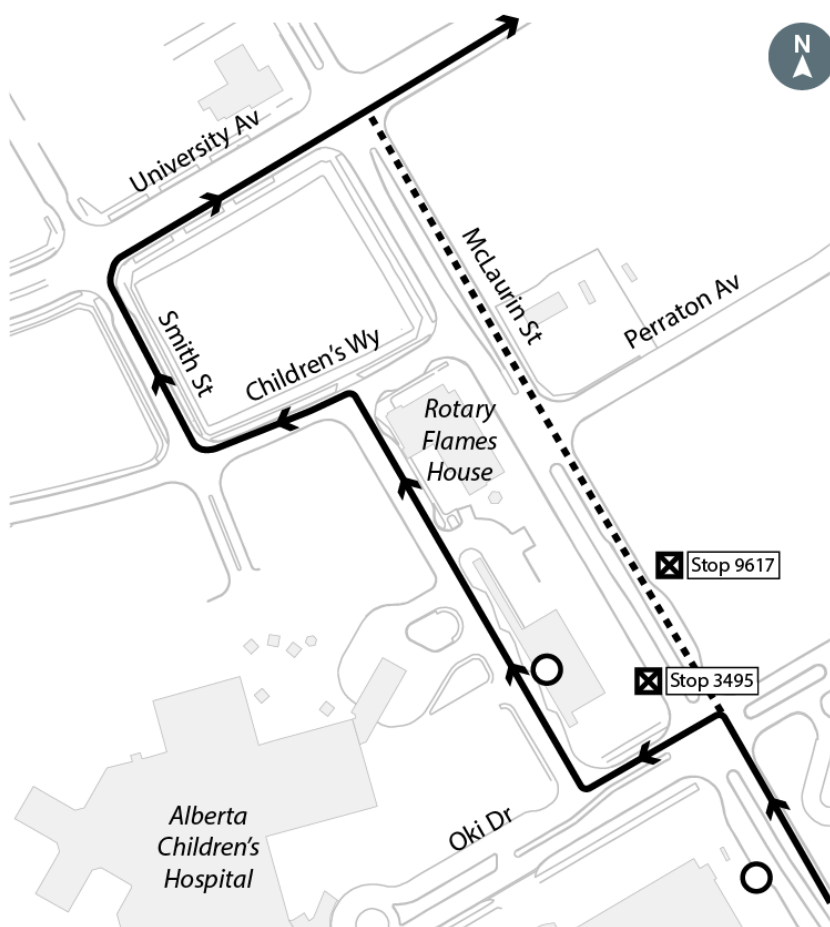 N
University Av
McLaurin St
Perraton Av
Smith St
Children's Wy
Rotary
Flames
House
Stop 9617
Stop 3495
Oki Dr
Alberta
Children's
Hospital